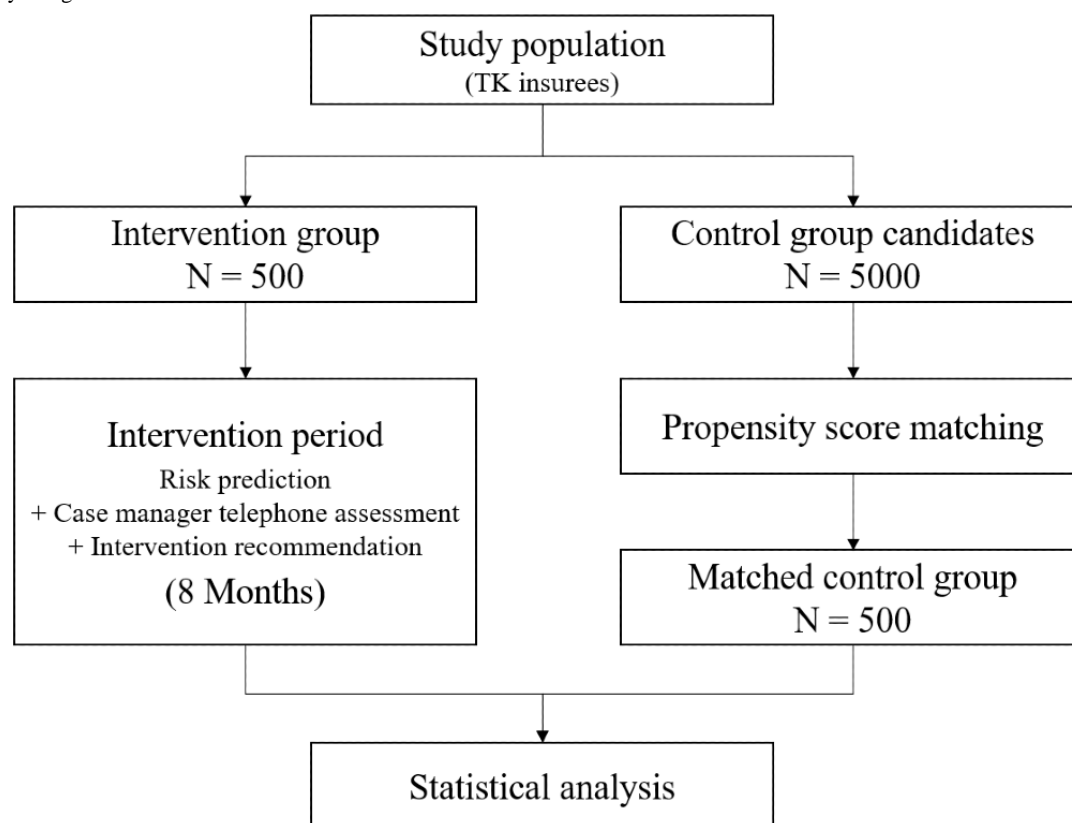 Study population
(TK insurees)
Intervention group
N = 500
Control group candidates
N = 5000
Intervention period
Risk prediction
+ Case manager telephone assessment
+ Intervention recommendation
(8 Months)
Propensity score matching
Matched control group
N = 500
Statistical analysis